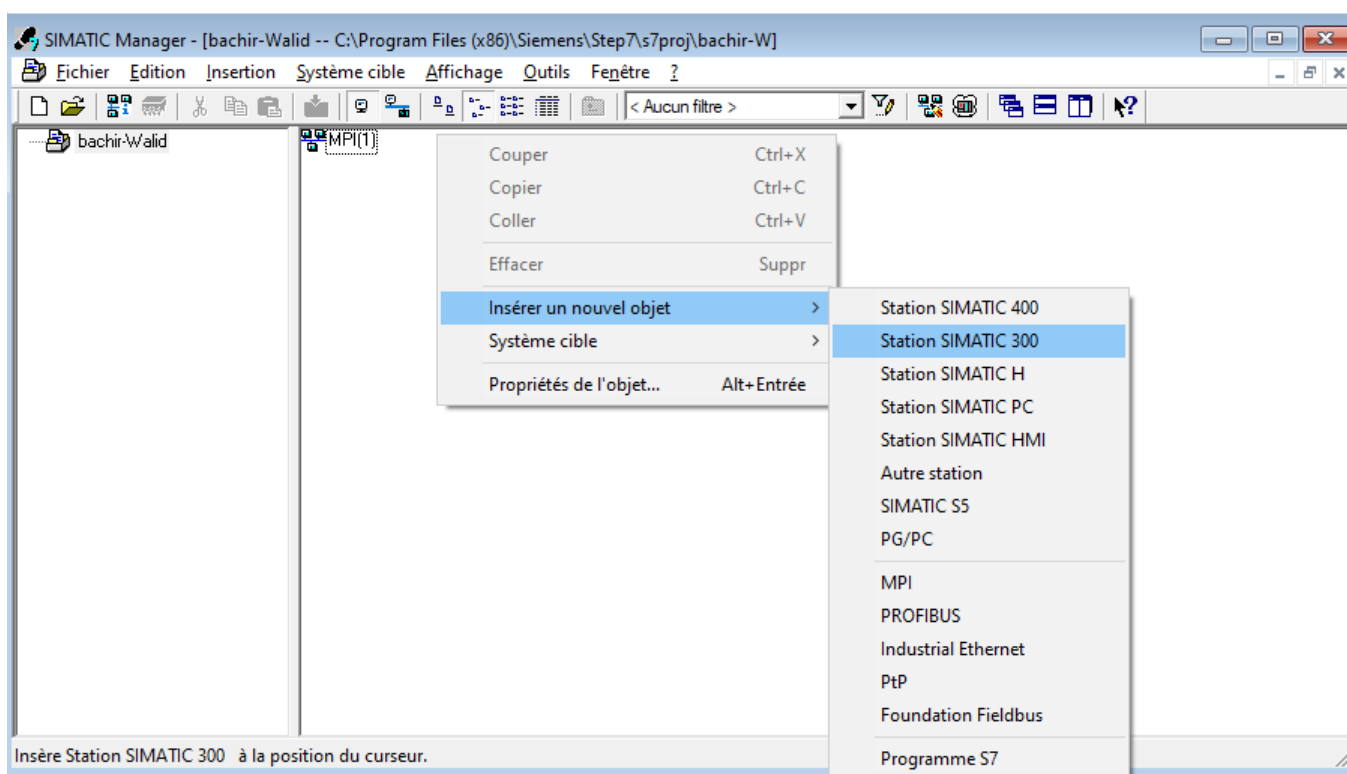 SIMATIC Manager - [bachir-Walid -- C:\Program Files (x86)\Siemens\Step7\s7proj\bachir-W]
Fichier Edition Insertion Système cible Affichage Outils Fenêtre ?
< Aucun filtre >
bachir-Walid
MPI(1)
Couper Ctrl+X
Copier Ctrl+C
Coller Ctrl+V
Effacer Suppr
Insérer un nouvel objet >
Système cible >
Propriétés de l'objet... Alt+Entrée
Station SIMATIC 400
Station SIMATIC 300
Station SIMATIC H
Station SIMATIC PC
Station SIMATIC HMI
Autre station
SIMATIC S5
PG/PC
MPI
PROFIBUS
Industrial Ethernet
PtP
Foundation Fieldbus
Programme S7
Insère Station SIMATIC 300 à la position du curseur.